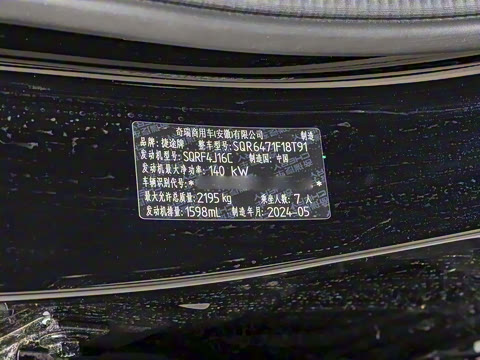 奇瑞商用车(安徽)有限公司 制造
品牌:捷途牌 整车型号:SQR6471F18T91
发动机型号:SQRF4J16C 制造国:中国
发动机最大净功率:140 kW
车辆识别代号:* *
最大允许总质量:2195 kg 乘坐人数:7 人
发动机排量:1598mL 制造年月:2024-05